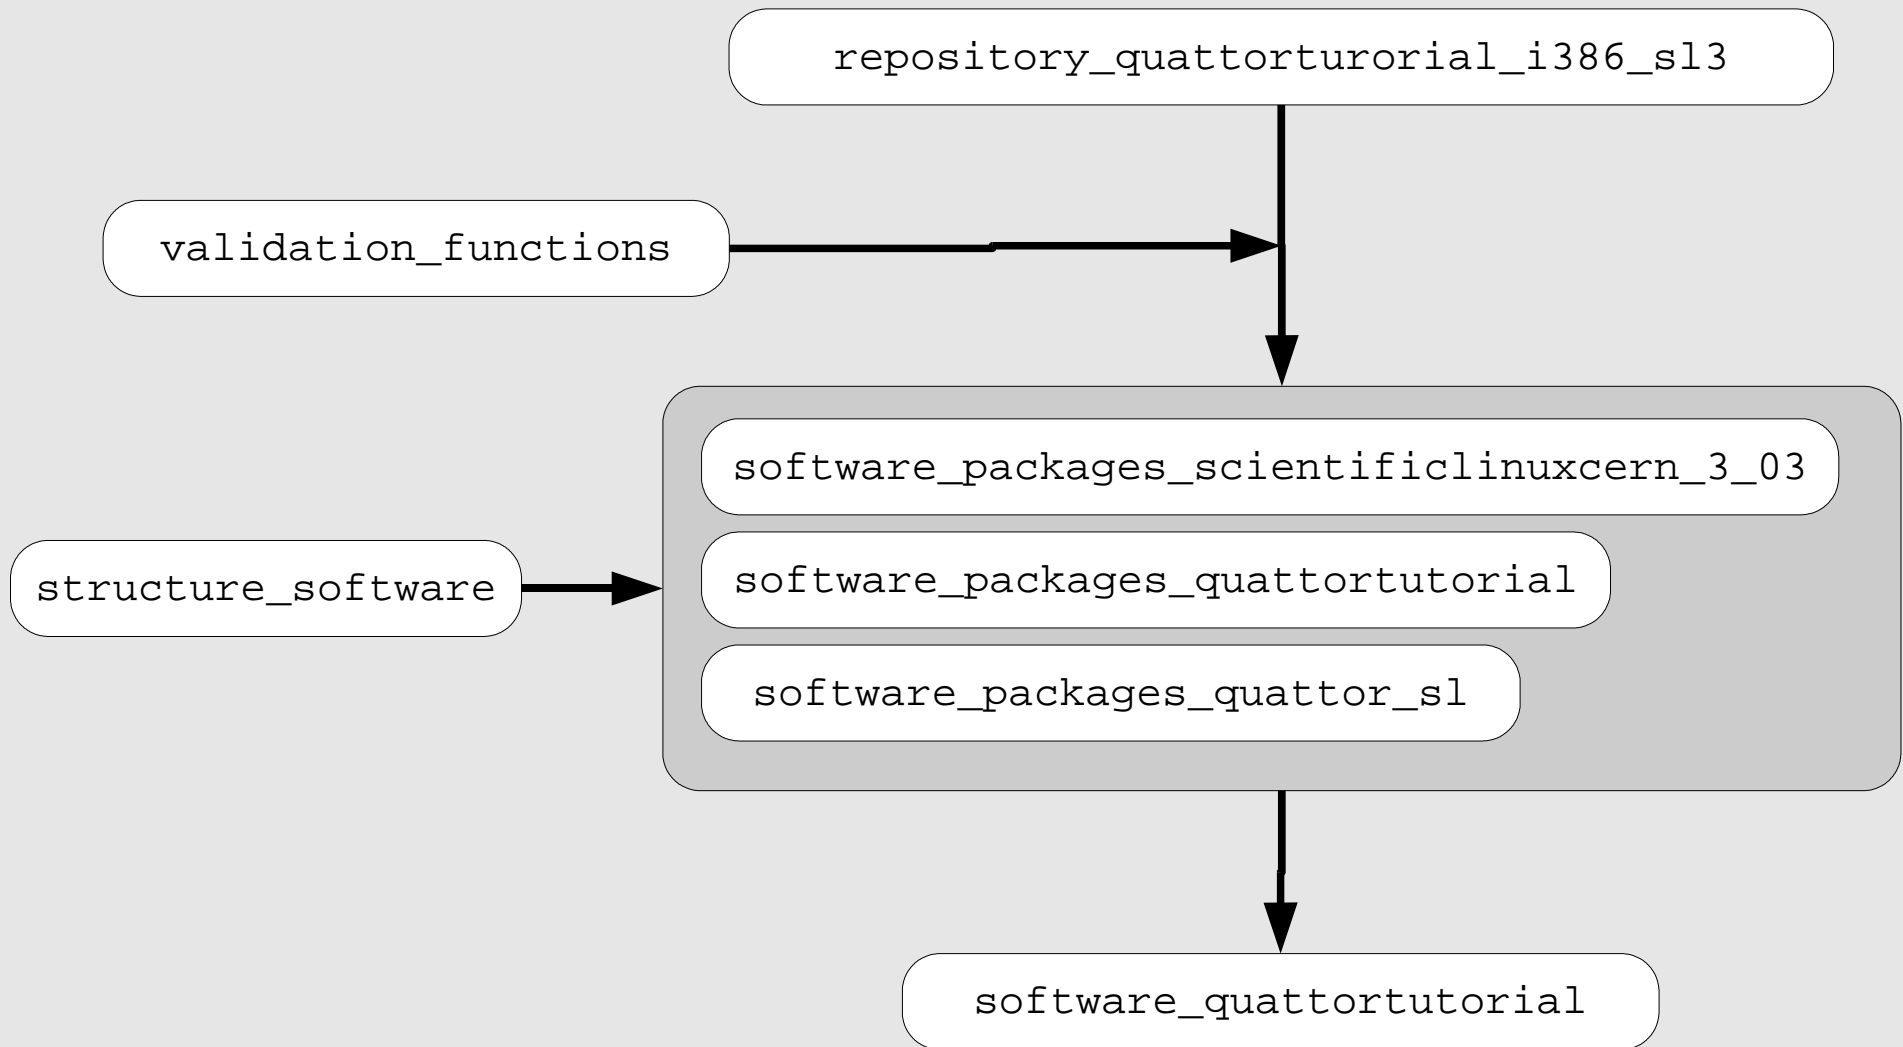 repository_quattorturorial_i386_sl3
validation_functions
software_packages_scientificlinuxcern_3_03
software_packages_quattortutorial
structure_software
software_packages_quattor_sl
software_quattortutorial